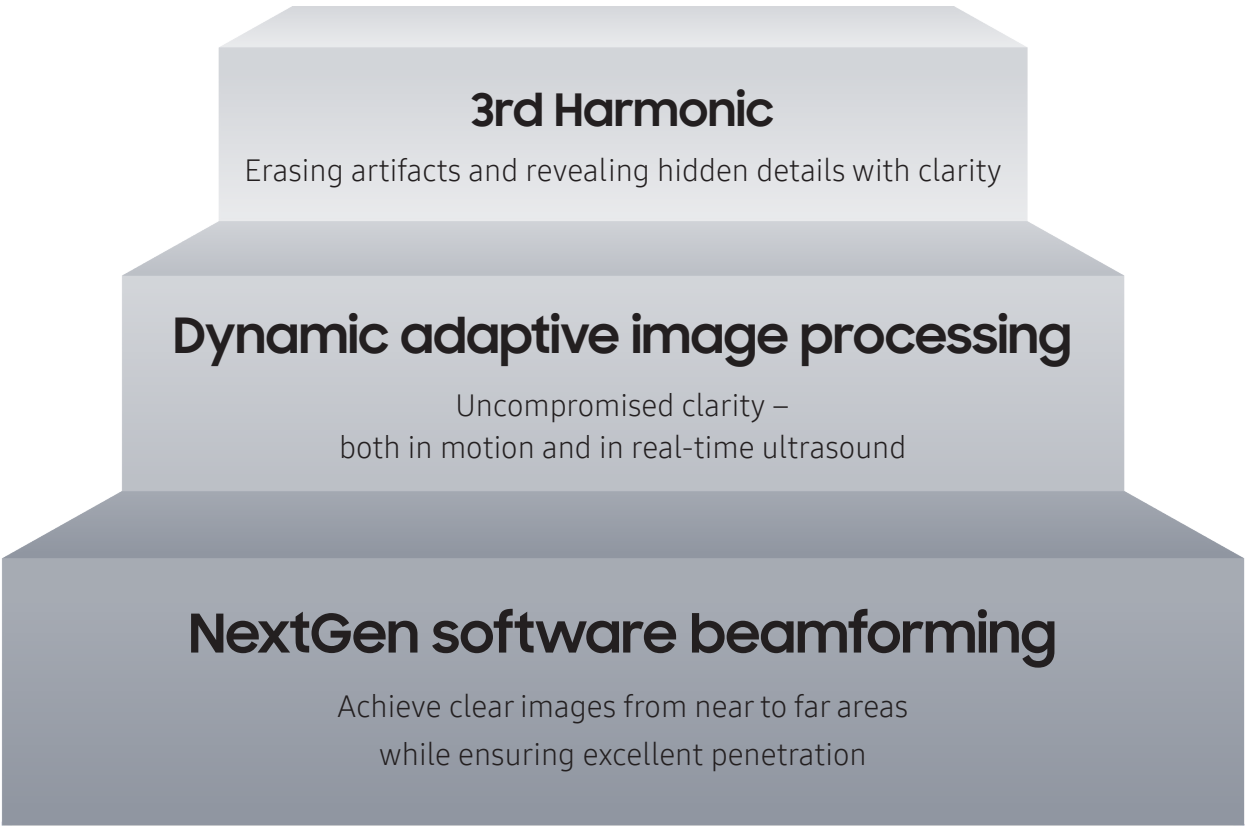 3rd Harmonic
Erasing artifacts and revealing hidden details with clarity
Dynamic adaptive image processing
Uncompromised clarity –
both in motion and in real-time ultrasound
NextGen software beamforming
Achieve clear images from near to far areas
while ensuring excellent penetration